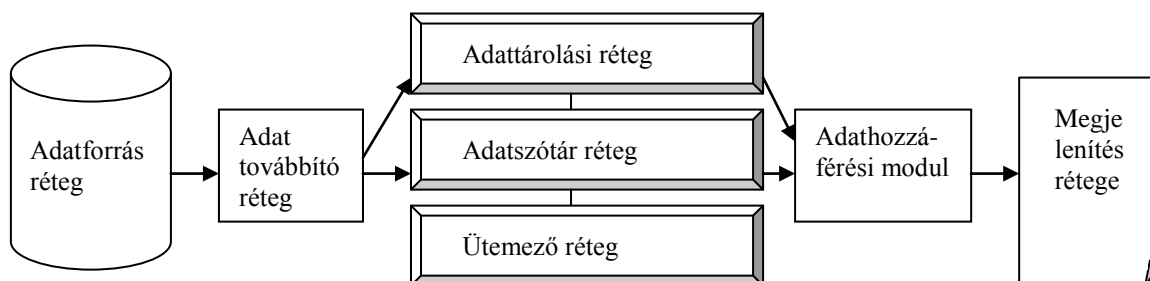 Adatforrás
réteg
Adat
továbbító
réteg
Adattárolási réteg
Adatszótár réteg
Ütemező réteg
Adathozzá-
férési modul
Megje
lenítés
rétege